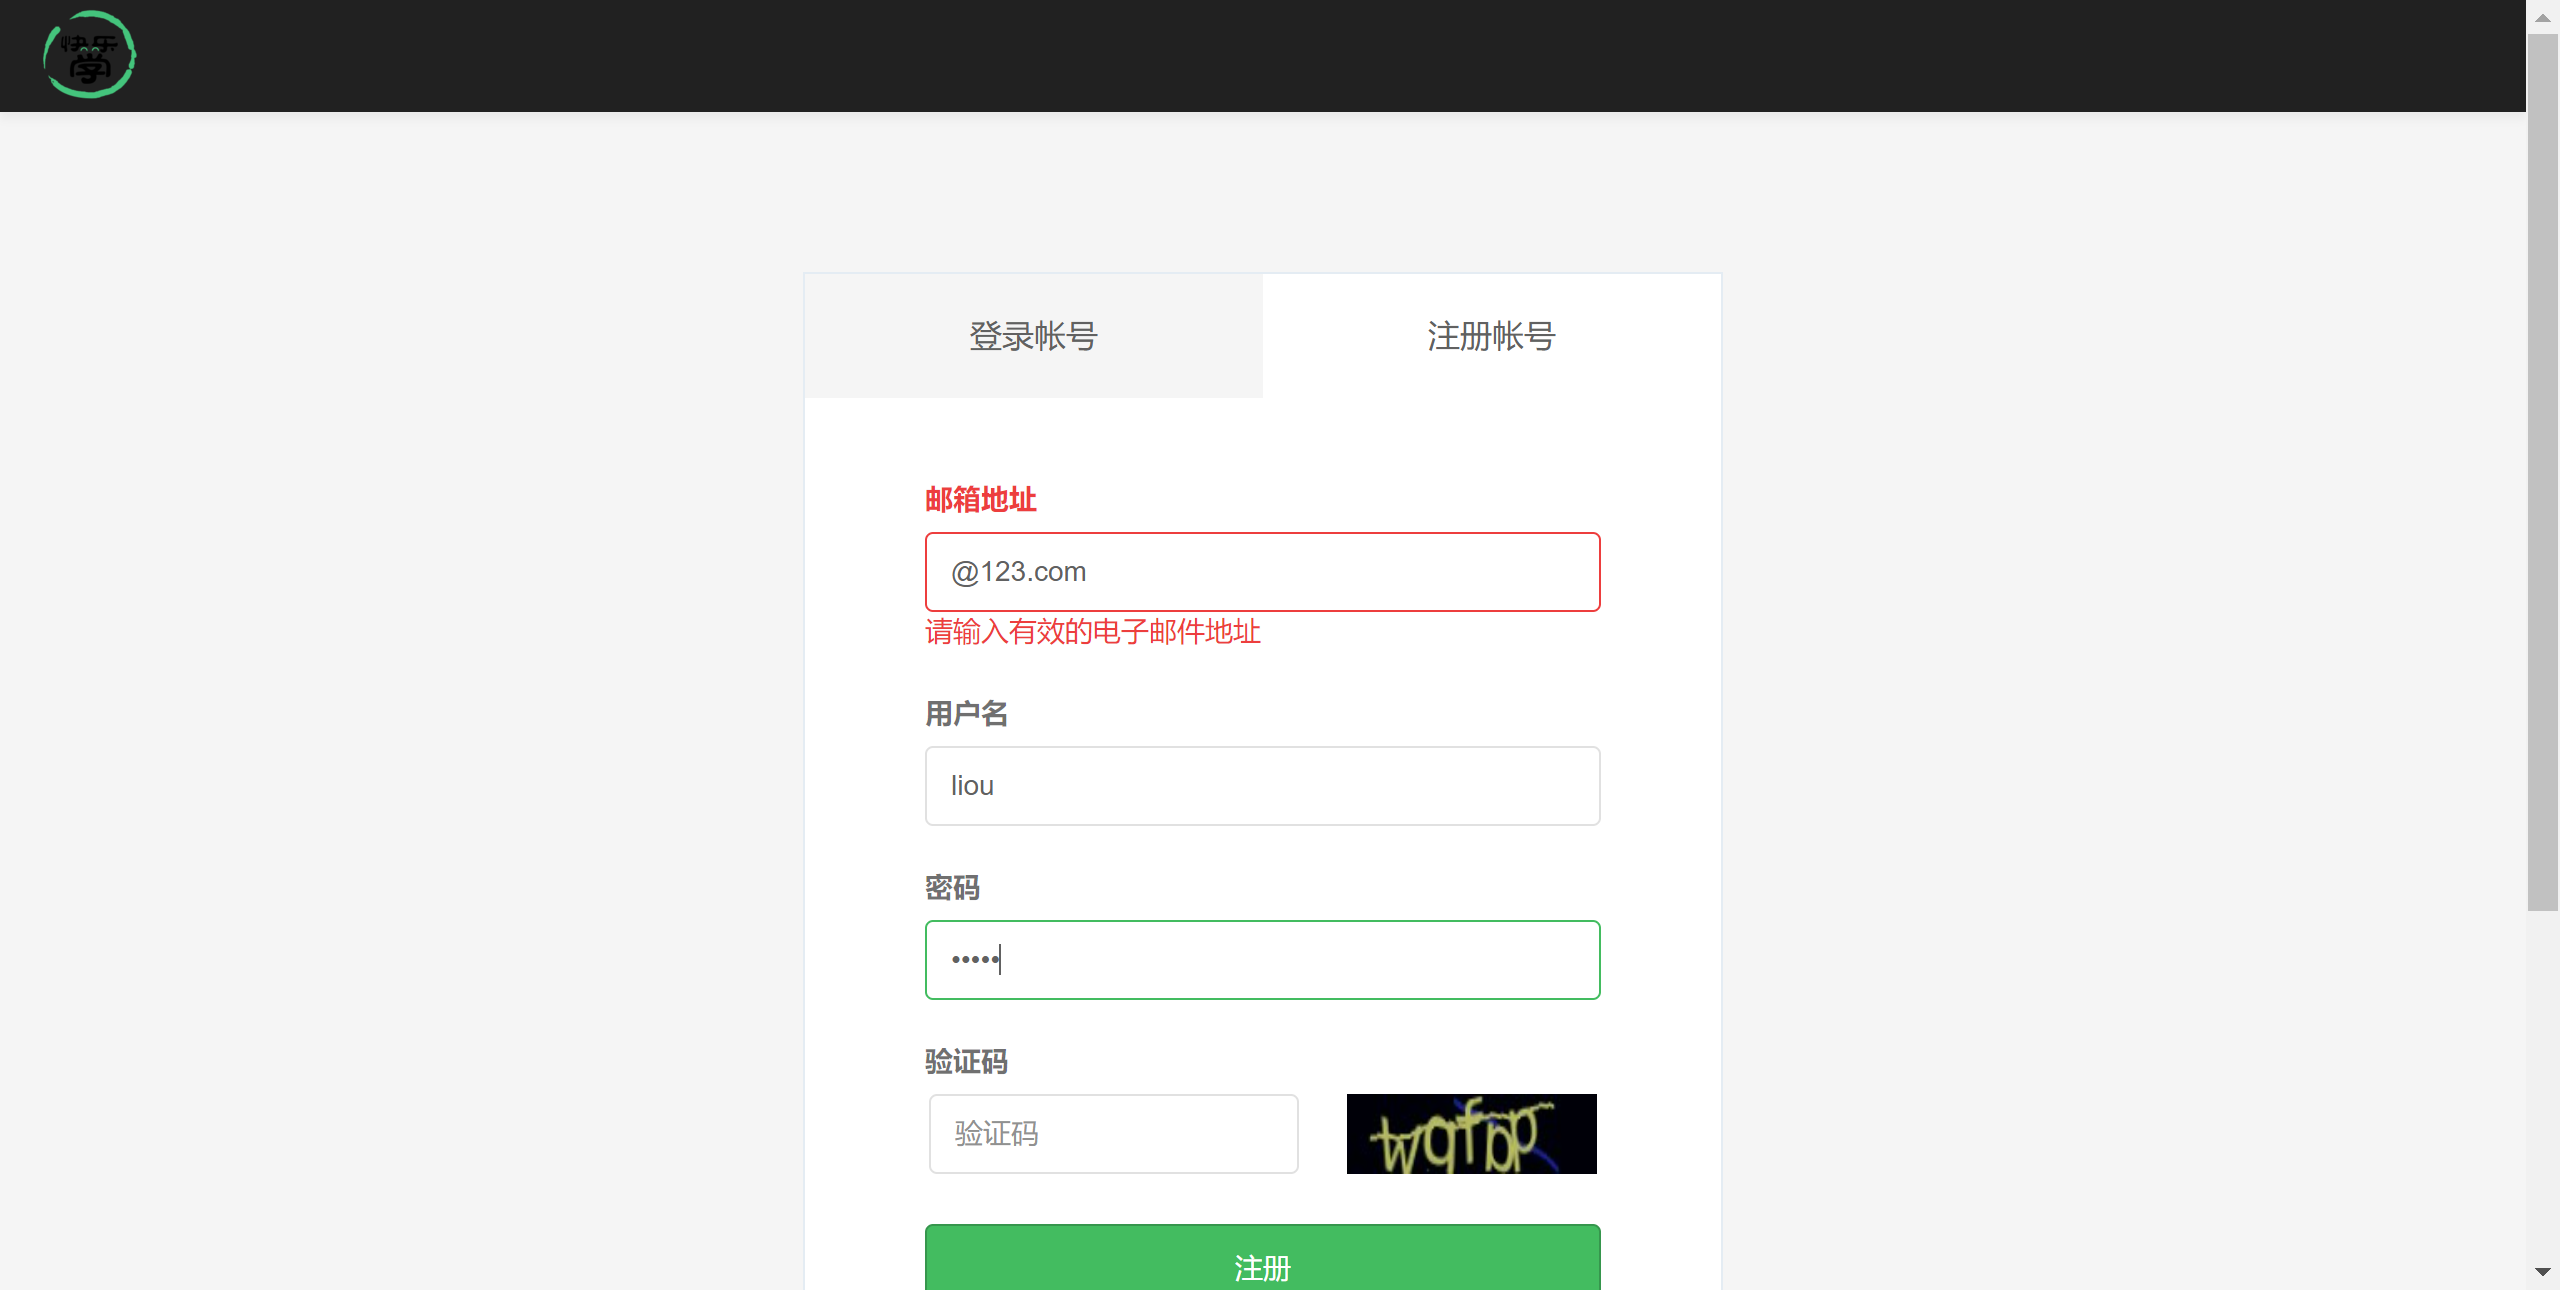 快乐
学
登录帐号
注册帐号
邮箱地址
@123.com
请输入有效的电子邮件地址
用户名
liou
密码
•••••
验证码
验证码
wqfbp
注册